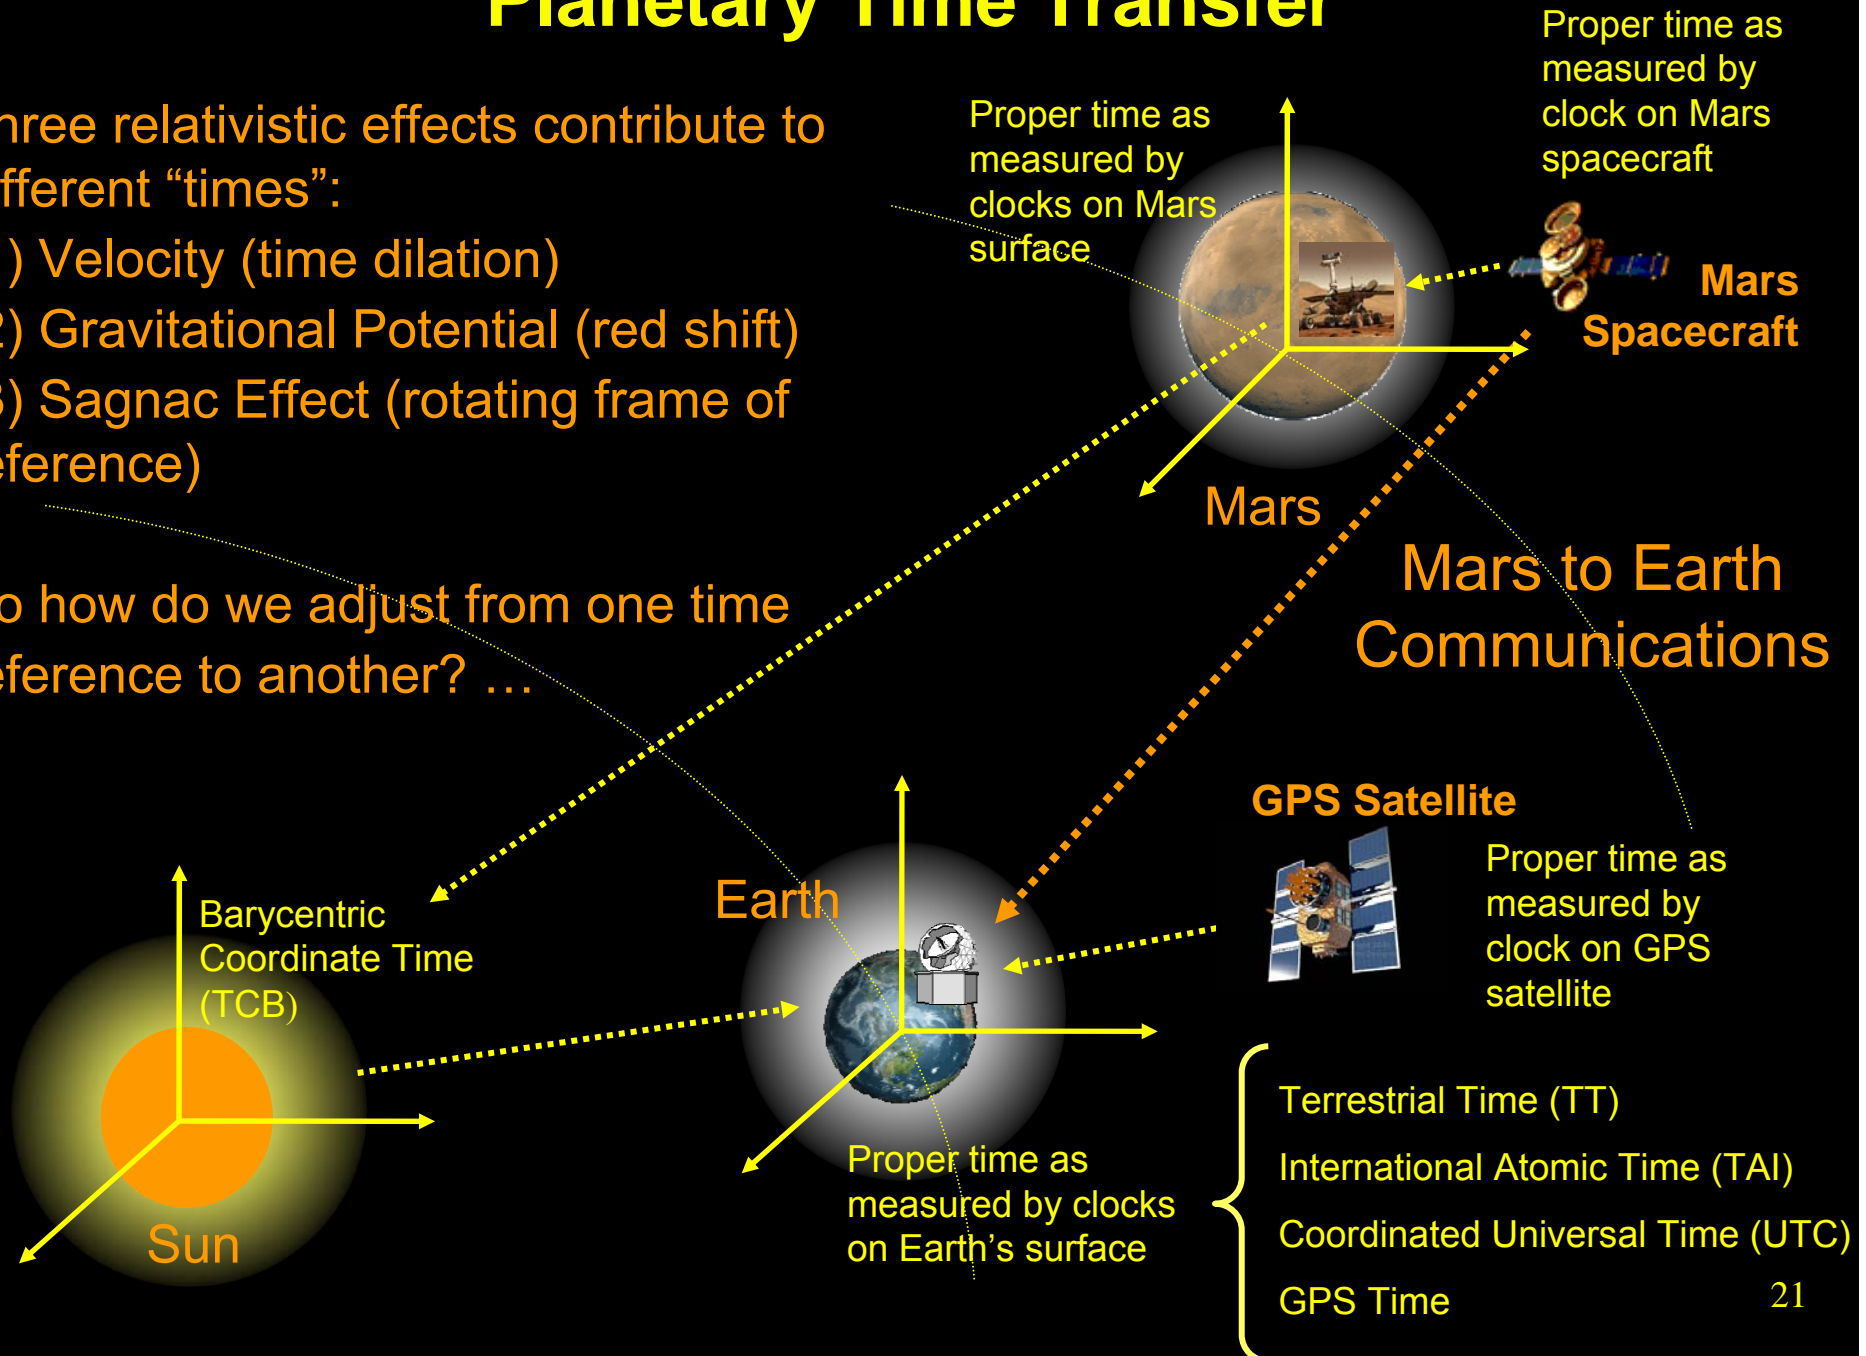 Planetary Time Transfer
hree relativistic effects contribute to
ifferent “times”:
) Velocity (time dilation)
2) Gravitational Potential (red shift)
3) Sagnac Effect (rotating frame of
eference)
o how do we adjust from one time
eference to another? …
Proper time as
measured by
clocks on Mars
surface
Proper time as
measured by
clock on Mars
spacecraft
Mars
Spacecraft
Mars
Mars to Earth
Communications
GPS Satellite
Proper time as
measured by
clock on GPS
satellite
Earth
Barycentric
Coordinate Time
(TCB)
Sun
Proper time as
measured by clocks
on Earth’s surface
Terrestrial Time (TT)
International Atomic Time (TAI)
Coordinated Universal Time (UTC)
GPS Time
21